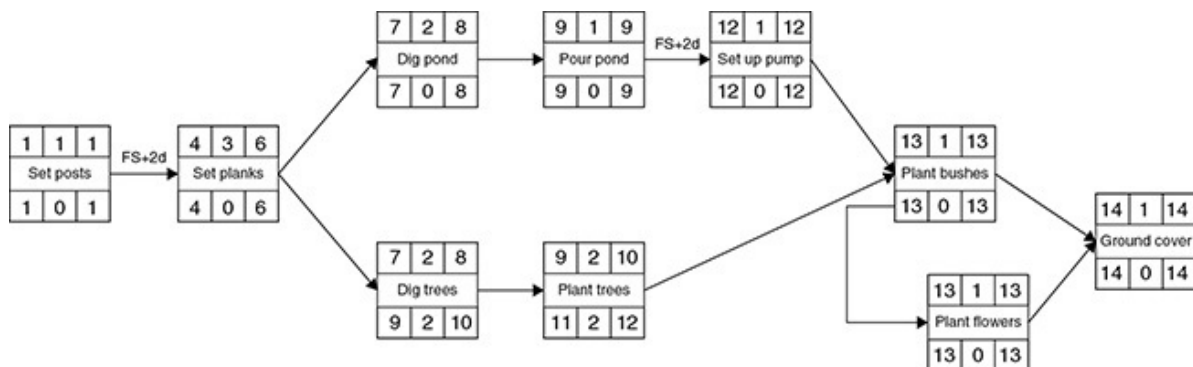 7 2 8
Dig pond
7 0 8
9 1 9
Pour pond
9 0 9
FS+2d
12 1 12
Set up pump
12 0 12
1 1 1
Set posts
1 0 1
FS+2d
4 3 6
Set planks
4 0 6
13 1 13
Plant bushes
13 0 13
7 2 8
Dig trees
9 2 10
9 2 10
Plant trees
11 2 12
14 1 14
Ground cover
14 0 14
13 1 13
Plant flowers
13 0 13